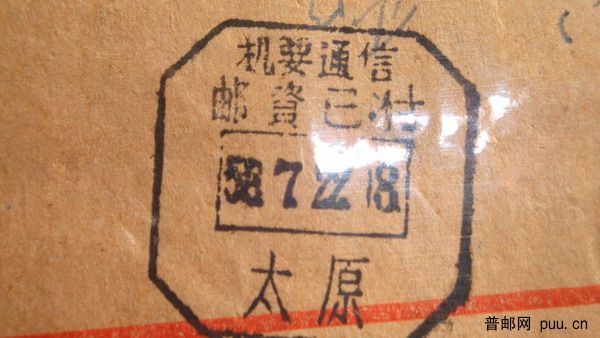 机要通信
邮資已付
58 7 22 18
太原
普邮网 puu.cn